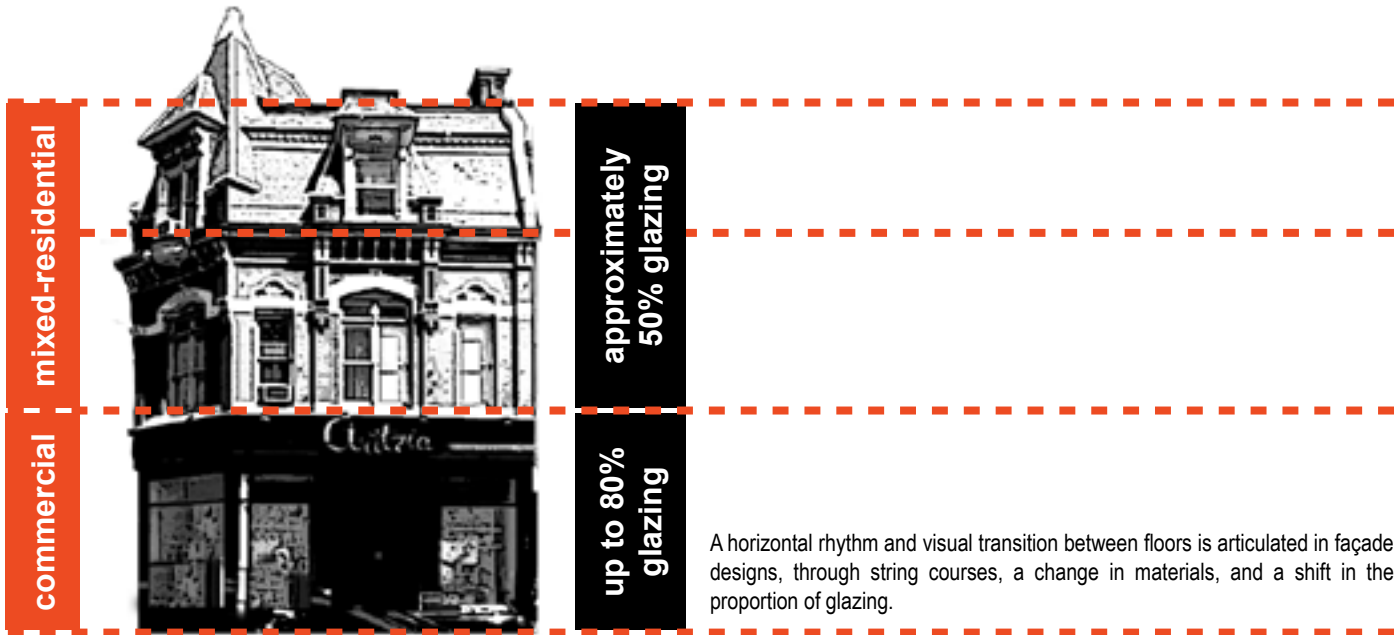 mixed-residential
commercial
approximately
50% glazing
up to 80%
glazing
A horizontal rhythm and visual transition between floors is articulated in façade
designs, through string courses, a change in materials, and a shift in the
proportion of glazing.